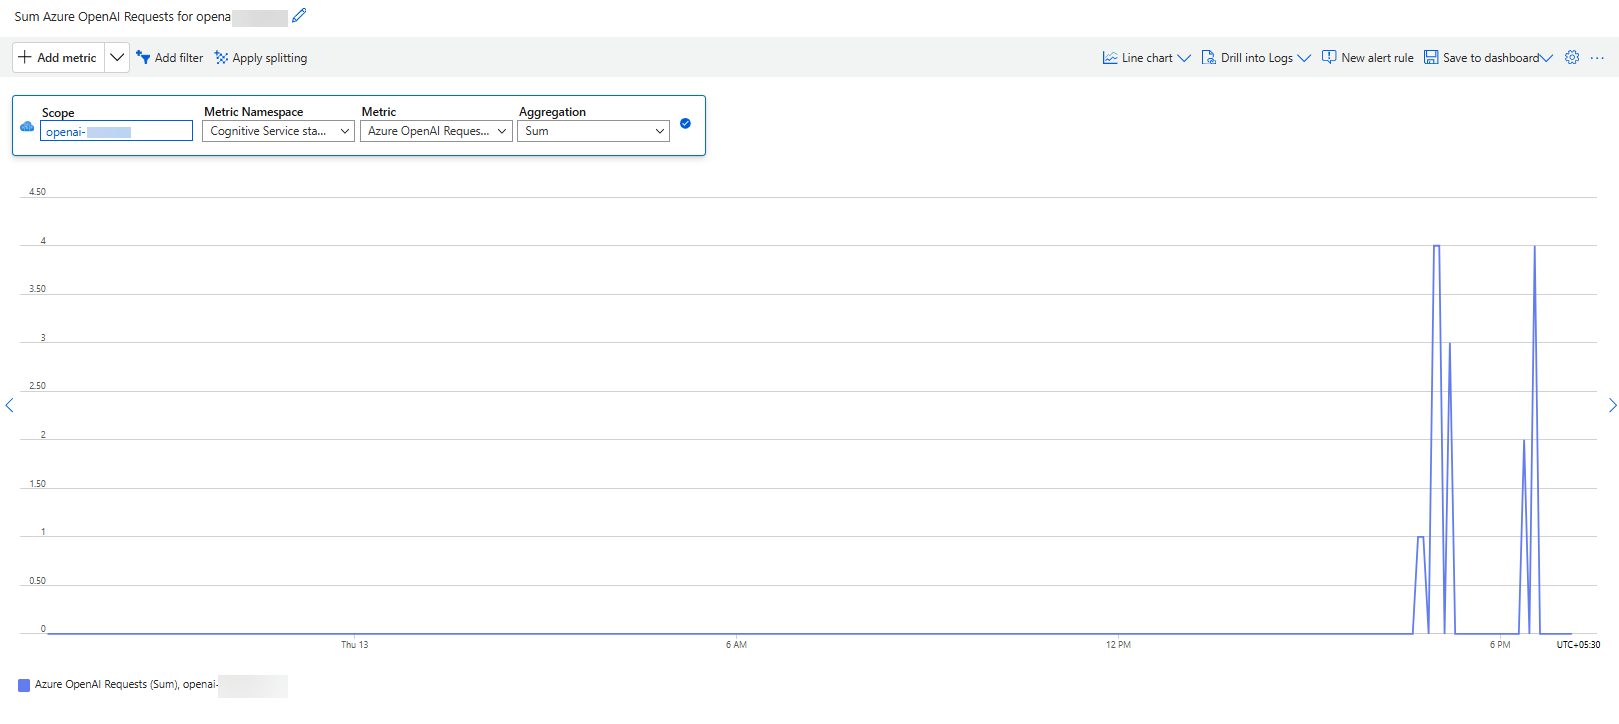 Sum Azure OpenAI Requests for opena
Add metric Add filter Apply splitting Line chart Drill into Logs New alert rule Save to dashboard
Scope Metric Namespace Metric Aggregation
openai- Cognitive Service sta... Azure OpenAI Reques... Sum
4.50
4
3.50
3
2.50
2
1.50
1
0.50
0
Thu 13 6 AM 12 PM 6 PM UTC+05:30
Azure OpenAI Requests (Sum), openai-